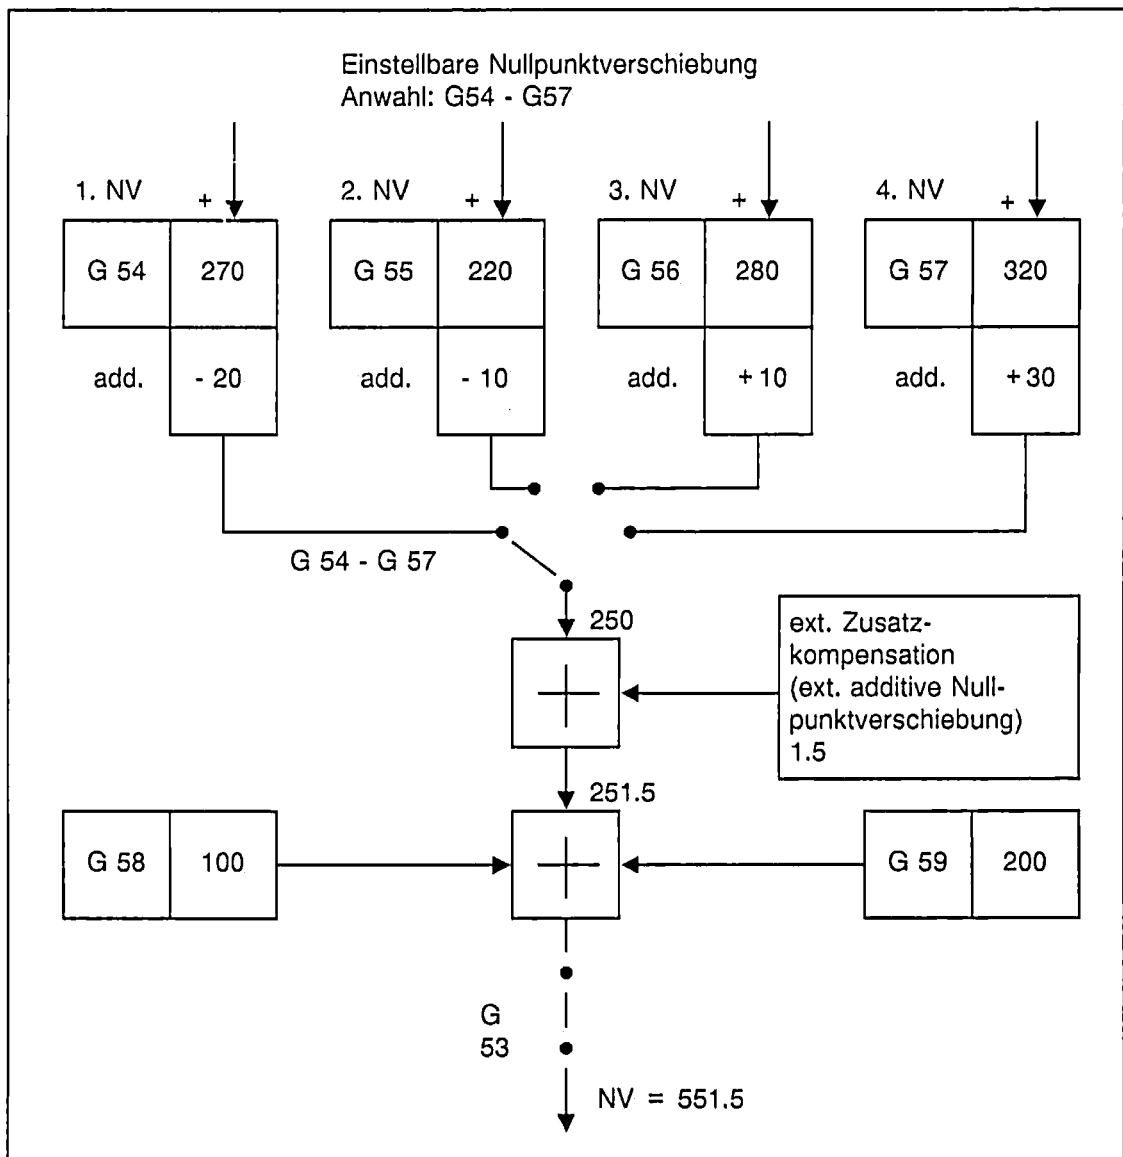 Einstellbare Nullpunktverschiebung
Anwahl: G54 - G57
1. NV + 2. NV + 3. NV + 4. NV +
G 54 270 G 55 220 G 56 280 G 57 320
add. - 20 add. - 10 add. + 10 add. + 30
G 54 - G 57
250
ext. Zusatz-
kompensation
(ext. additive Null-
punktverschiebung)
1.5
251.5
G 58 100 G 59 200
G
53
NV = 551.5